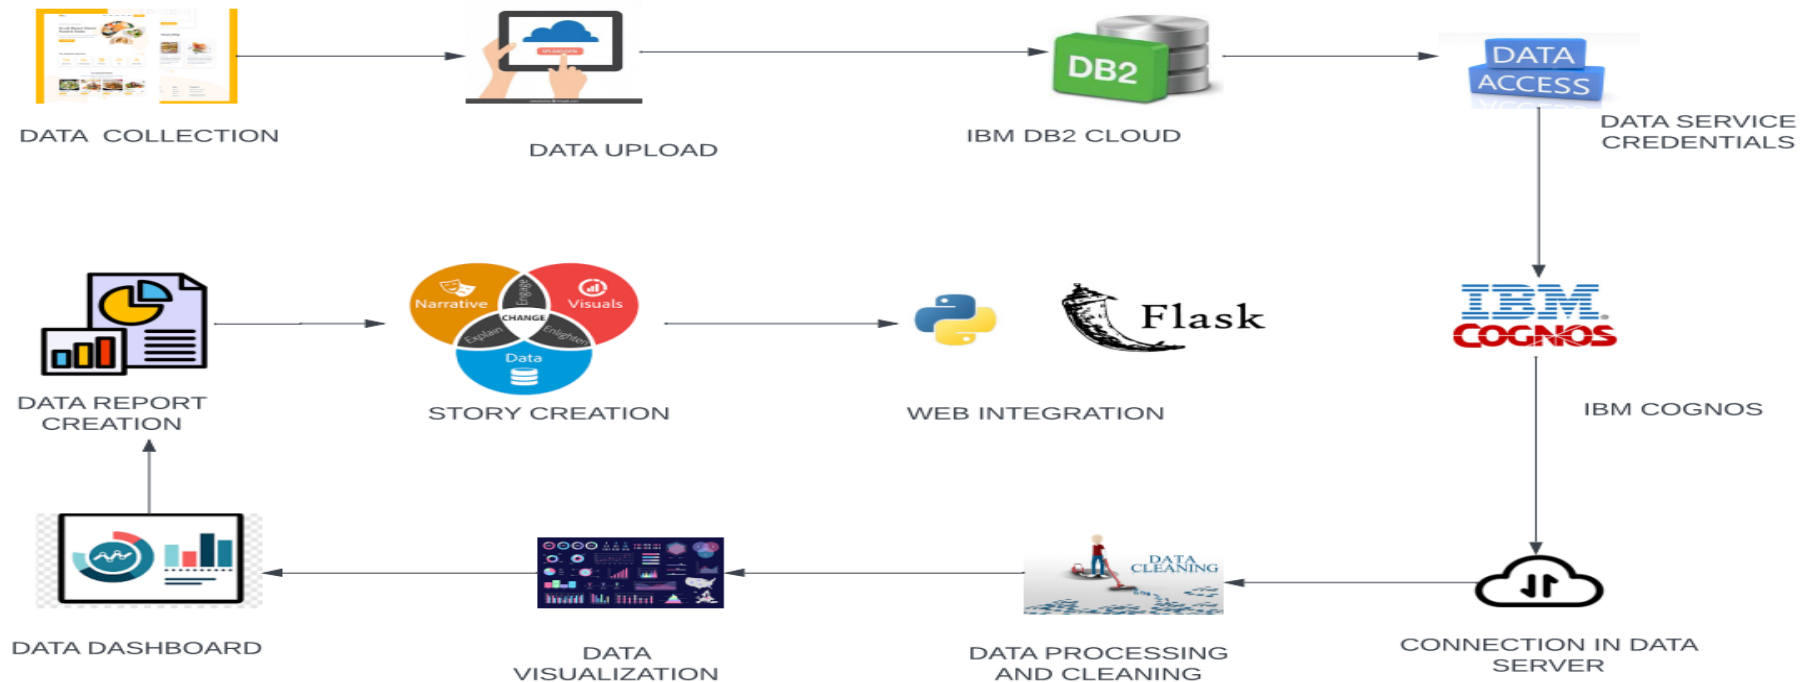 UPLOAD DATA
DB2
DATA
ACCESS
DATA COLLECTION
DATA UPLOAD
IBM DB2 CLOUD
DATA SERVICE
CREDENTIALS
Narrative
Engage
Visuals
CHANGE
Explain
Enlighten
Data
Flask
IBM
COGNOS
DATA REPORT
CREATION
STORY CREATION
WEB INTEGRATION
IBM COGNOS
DATA
CLEANING
DATA DASHBOARD
DATA
VISUALIZATION
DATA PROCESSING
AND CLEANING
CONNECTION IN DATA
SERVER